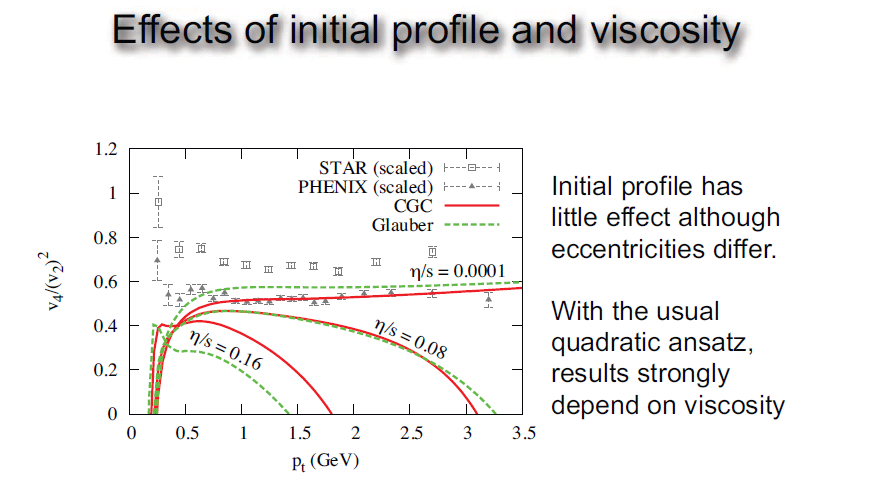 Effects of initial profile and viscosity
1.2
1
0.8
0.6
0.4
0.2
0
v4/(v2)2
STAR (scaled)
PHENIX (scaled)
CGC
Glauber
η/s = 0.0001
η/s = 0.08
η/s = 0.16
0 0.5 1 1.5 2 2.5 3 3.5
pt (GeV)
Initial profile has
little effect although
eccentricities differ.
With the usual
quadratic ansatz,
results strongly
depend on viscosity